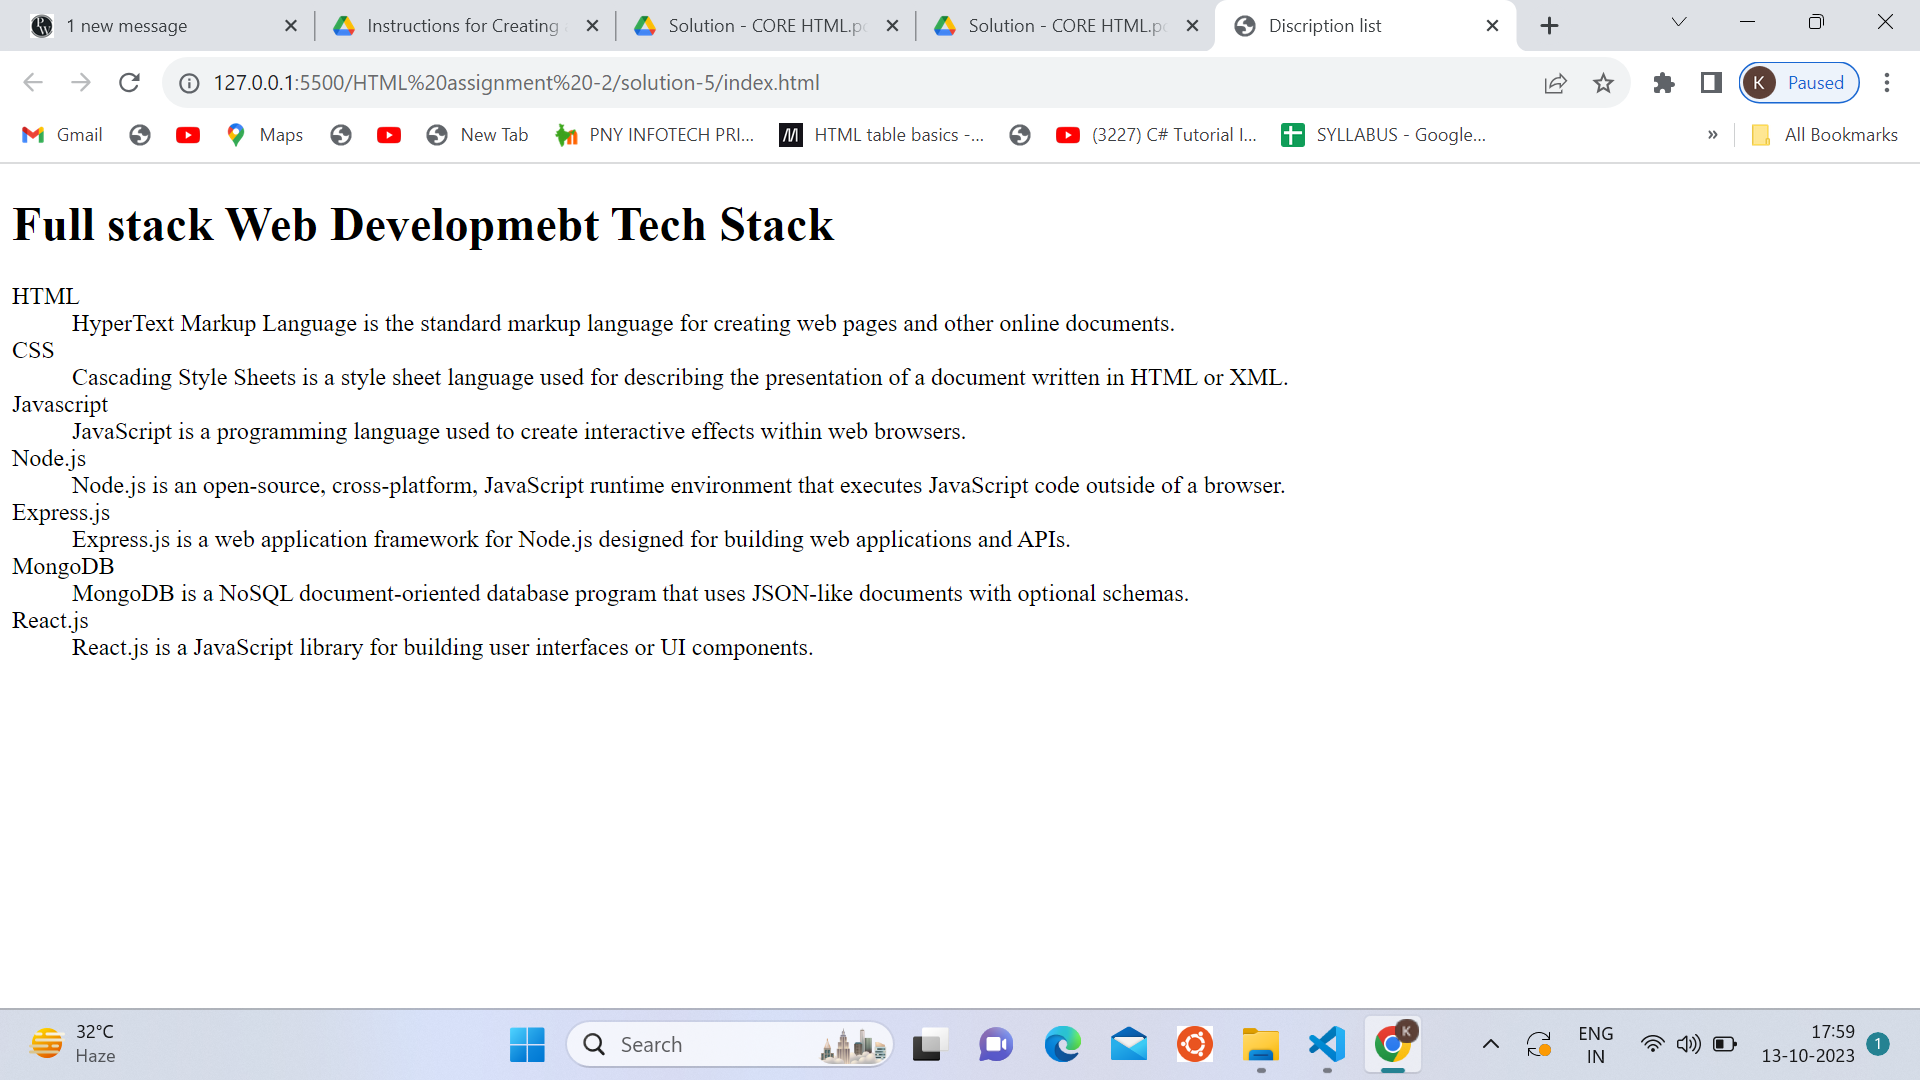 1 new message
Instructions for Creating
Solution - CORE HTML.pd
Solution - CORE HTML.pd
Discription list
127.0.0.1:5500/HTML%20assignment%20-2/solution-5/index.html
K Paused
Gmail
Maps
New Tab
PNY INFOTECH PRI...
M HTML table basics -...
(3227) C# Tutorial I...
SYLLABUS - Google...
»
All Bookmarks
Full stack Web Developmebt Tech Stack
HTML
HyperText Markup Language is the standard markup language for creating web pages and other online documents.
CSS
Cascading Style Sheets is a style sheet language used for describing the presentation of a document written in HTML or XML.
Javascript
JavaScript is a programming language used to create interactive effects within web browsers.
Node.js
Node.js is an open-source, cross-platform, JavaScript runtime environment that executes JavaScript code outside of a browser.
Express.js
Express.js is a web application framework for Node.js designed for building web applications and APIs.
MongoDB
MongoDB is a NoSQL document-oriented database program that uses JSON-like documents with optional schemas.
React.js
React.js is a JavaScript library for building user interfaces or UI components.
32°C
Haze
Search
K
ENG
IN
17:59
13-10-2023
1